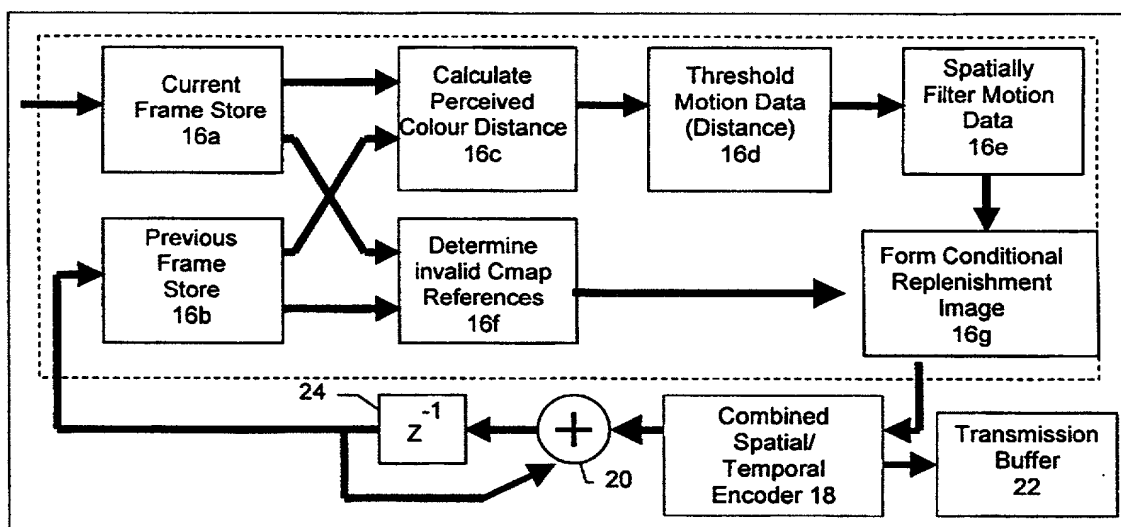 Current
Frame Store
16a
Calculate
Perceived
Colour Distance
16c
Threshold
Motion Data
(Distance)
16d
Spatially
Filter Motion
Data
16e
Previous
Frame
Store
16b
Determine
invalid Cmap
References
16f
Form Conditional
Replenishment
Image
16g
24
z-1
+
20
Combined
Spatial/
Temporal
Encoder 18
Transmission
Buffer
22